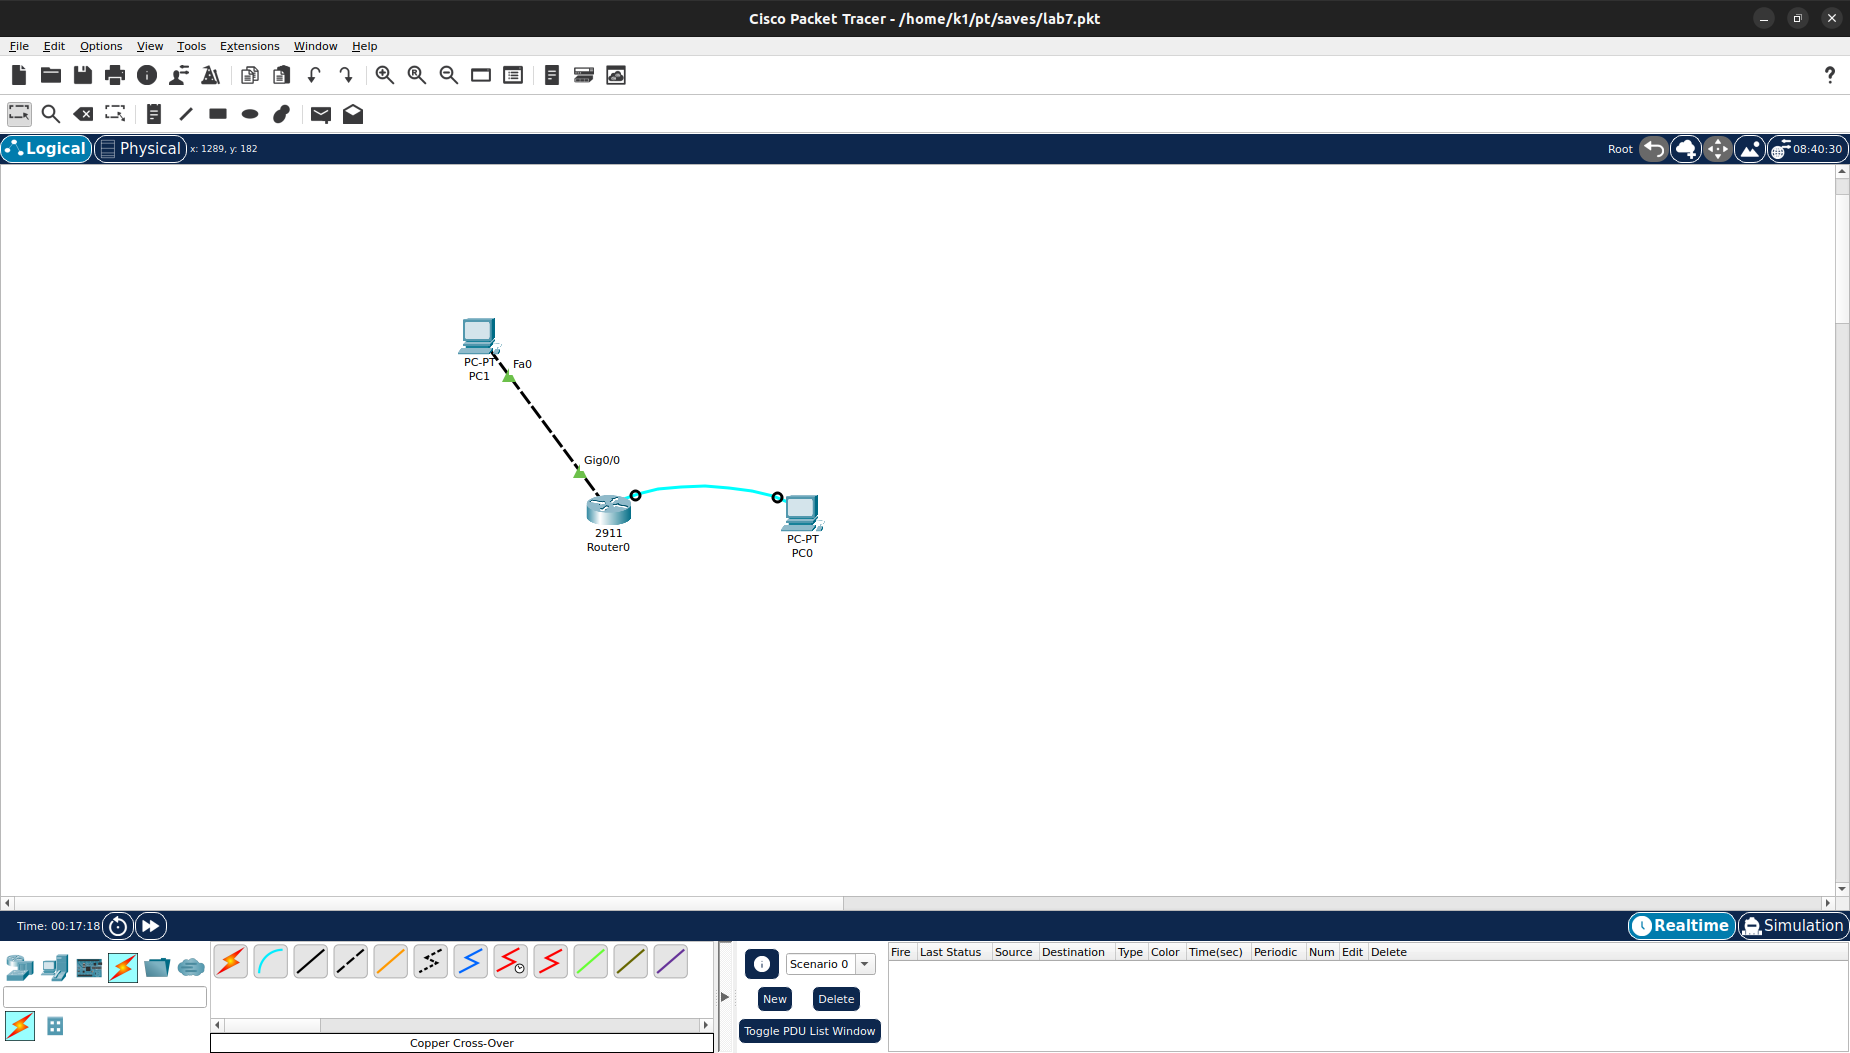 Cisco Packet Tracer - /home/k1/pt/saves/lab7.pkt
File Edit Options View Tools Extensions Window Help
?
Logical Physical x: 1289, y: 182 Root 08:40:30
PC-PT
PC1
Fa0
Gig0/0
2911
Router0
PC-PT
PC0
Time: 00:17:18 Realtime Simulation
Scenario 0
New Delete
Toggle PDU List Window
Fire Last Status Source Destination Type Color Time(sec) Periodic Num Edit Delete
Copper Cross-Over